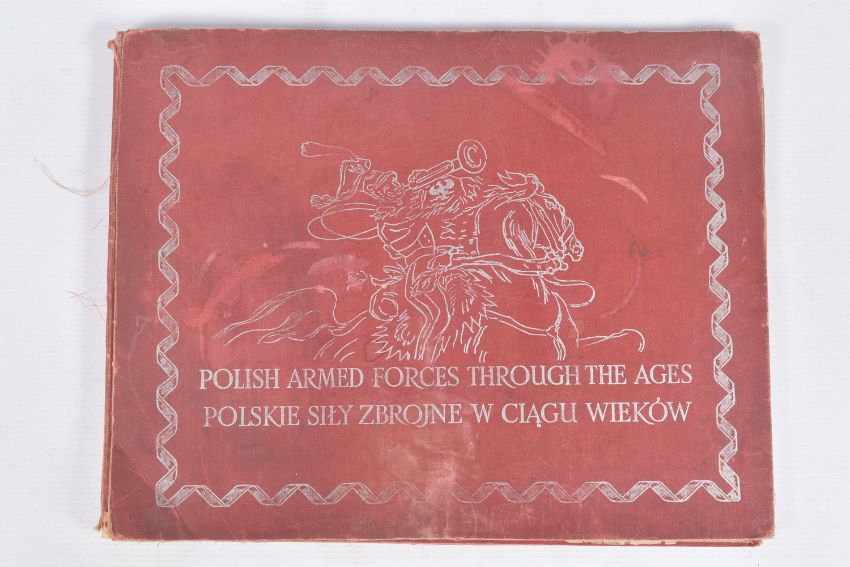 POLISH ARMED FORCES THROUGH THE AGES
POLSKIE SIŁY ZBROJNE W CIĄGU WIEKÓW